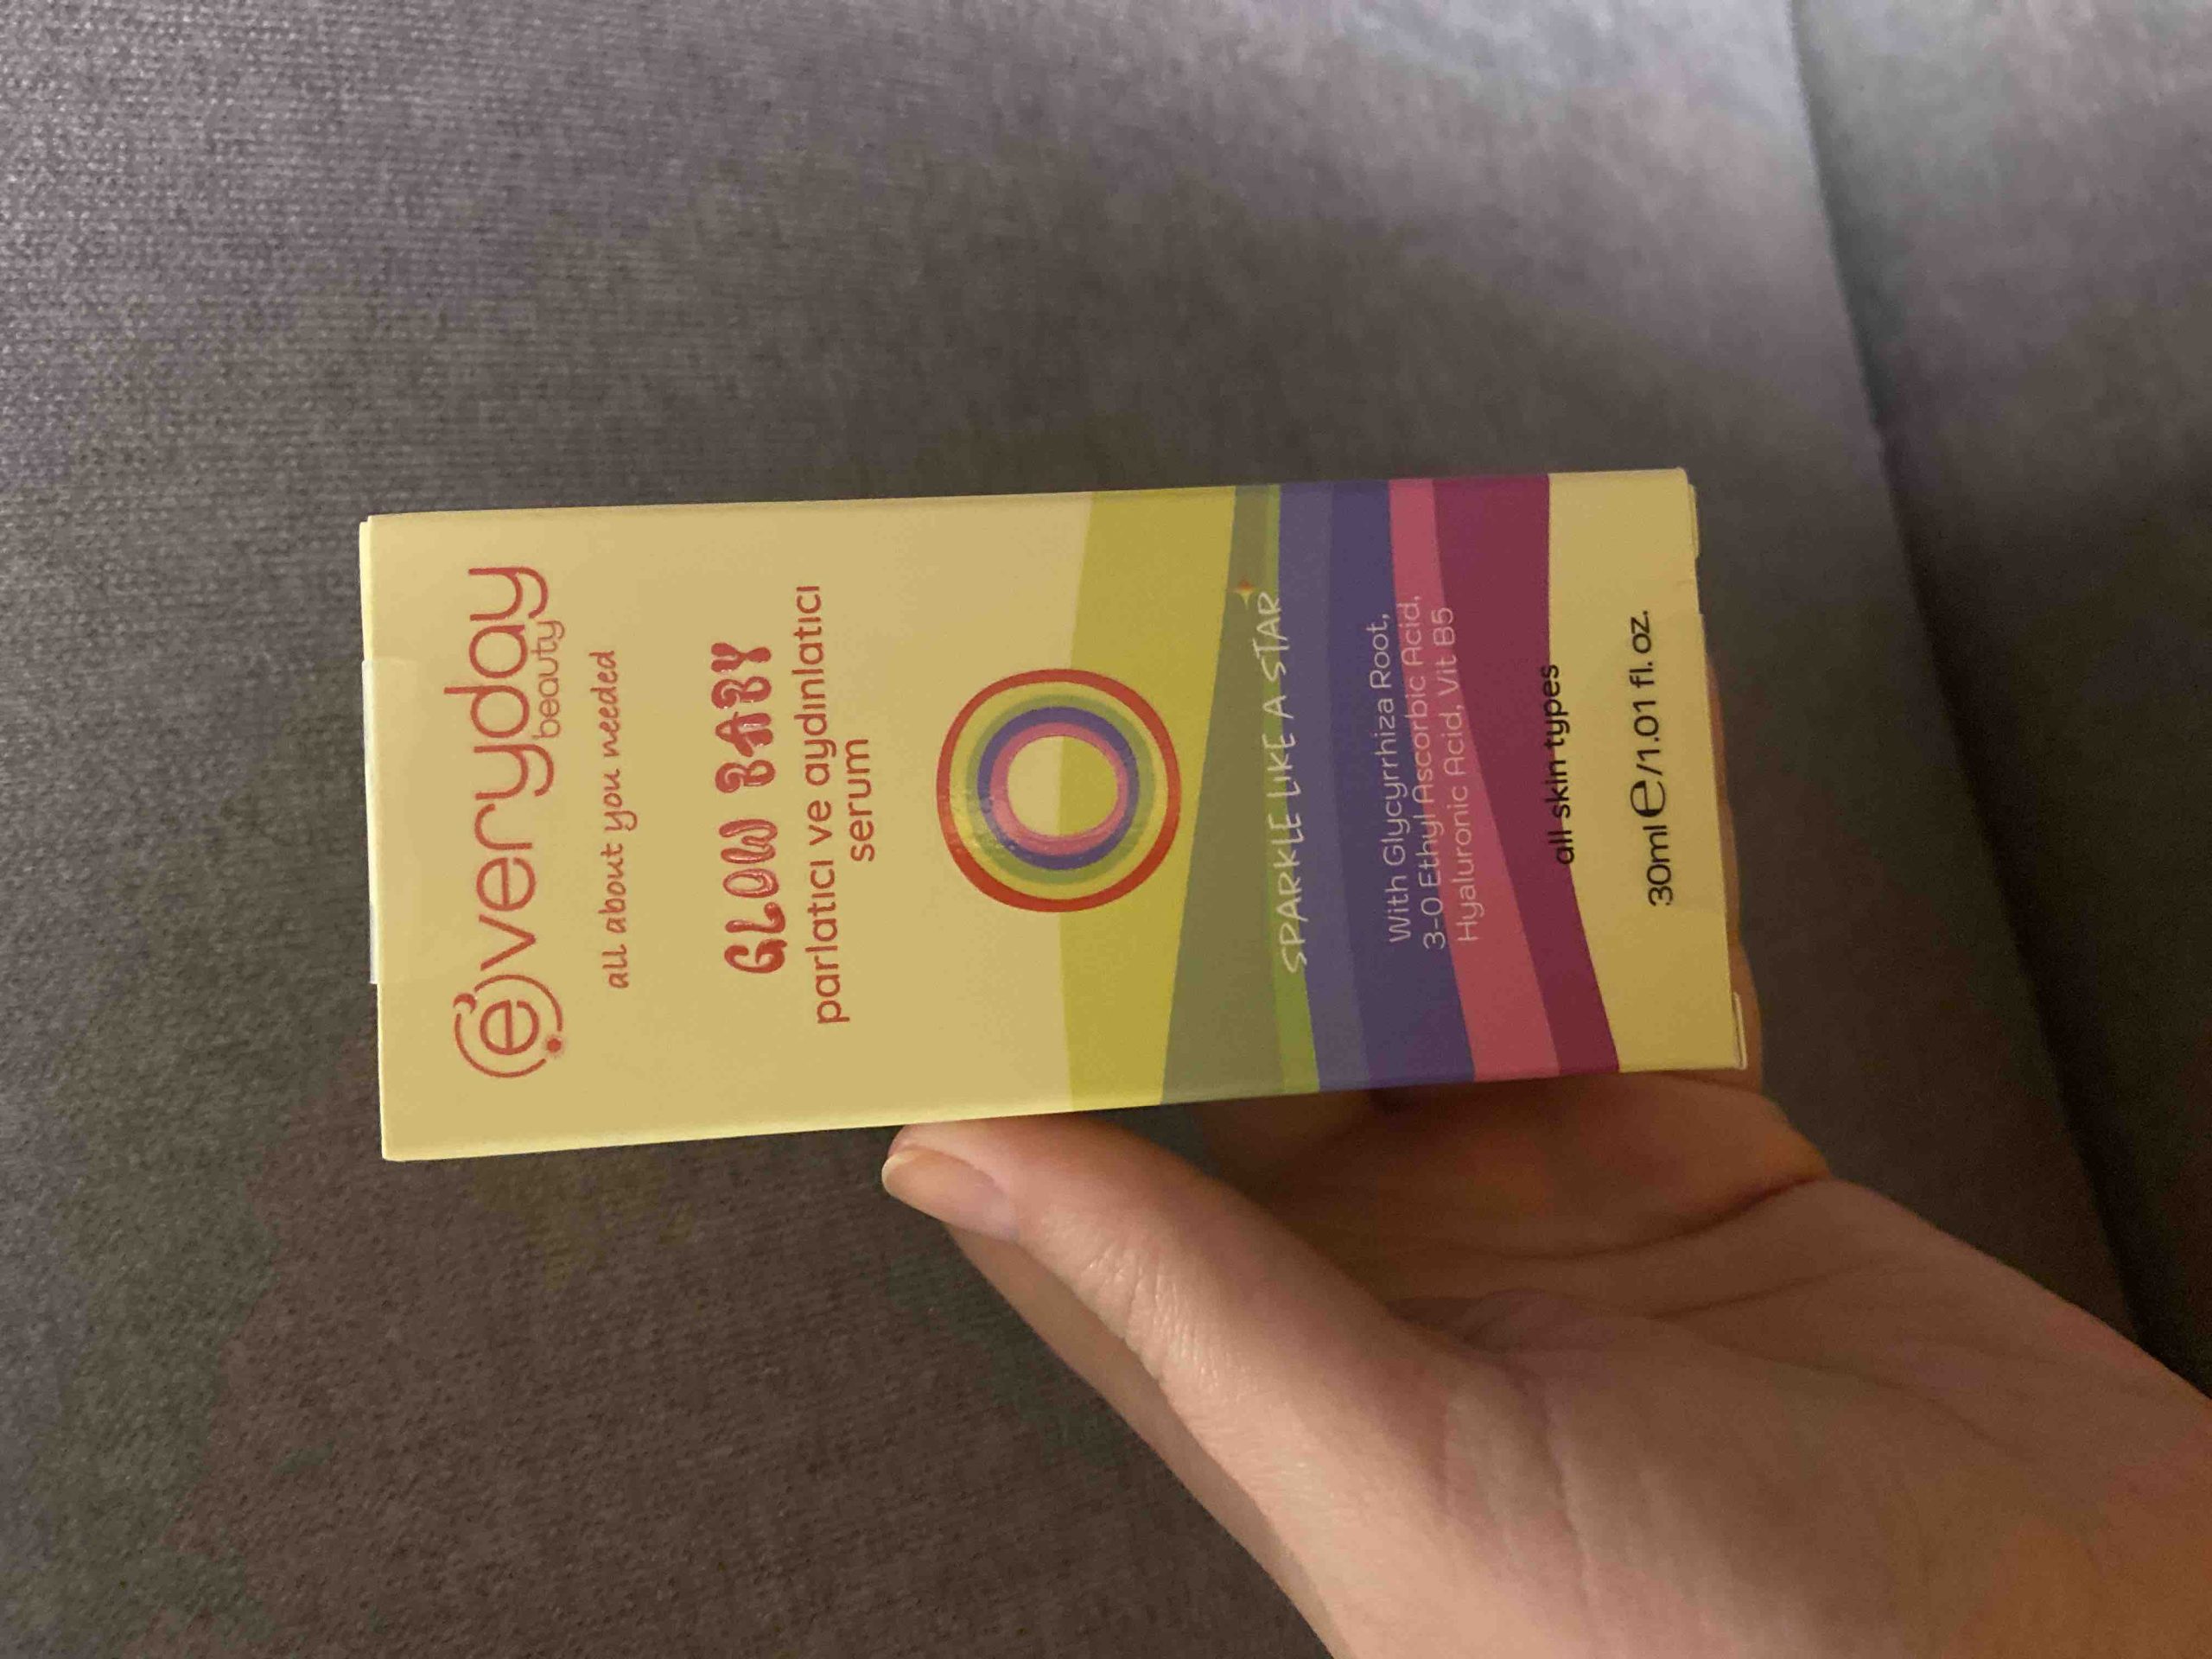 everyday
beauty
all about you needed
GLOW BABY
parlatıcı ve aydınlatıcı
serum
SPARKLE LIKE A STAR
With Glycyrrhiza Root,
3-O Ethyl Ascorbic Acid,
Hyaluronic Acid, Vit B5
all skin types
30ml e/1.01 fl. oz.